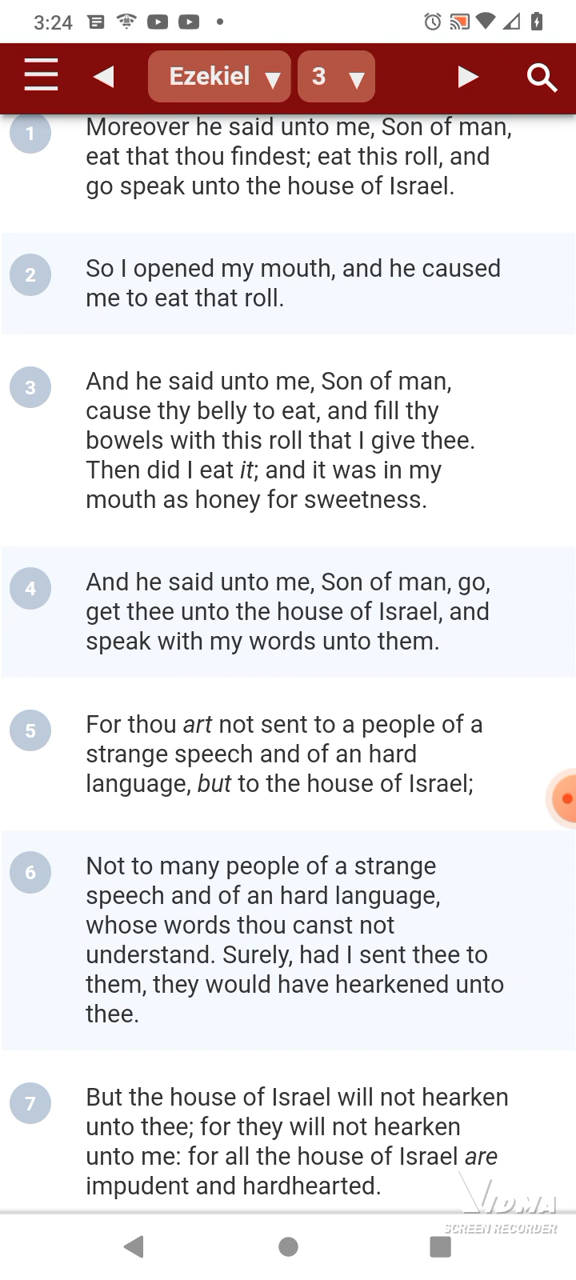 3:24
Ezekiel 3
1 Moreover he said unto me, Son of man,
eat that thou findest; eat this roll, and
go speak unto the house of Israel.
2 So I opened my mouth, and he caused
me to eat that roll.
3 And he said unto me, Son of man,
cause thy belly to eat, and fill thy
bowels with this roll that I give thee.
Then did I eat it; and it was in my
mouth as honey for sweetness.
4 And he said unto me, Son of man, go,
get thee unto the house of Israel, and
speak with my words unto them.
5 For thou art not sent to a people of a
strange speech and of an hard
language, but to the house of Israel;
6 Not to many people of a strange
speech and of an hard language,
whose words thou canst not
understand. Surely, had I sent thee to
them, they would have hearkened unto
thee.
7 But the house of Israel will not hearken
unto thee; for they will not hearken
unto me: for all the house of Israel are
impudent and hardhearted.
VIDMA
SCREEN RECORDER